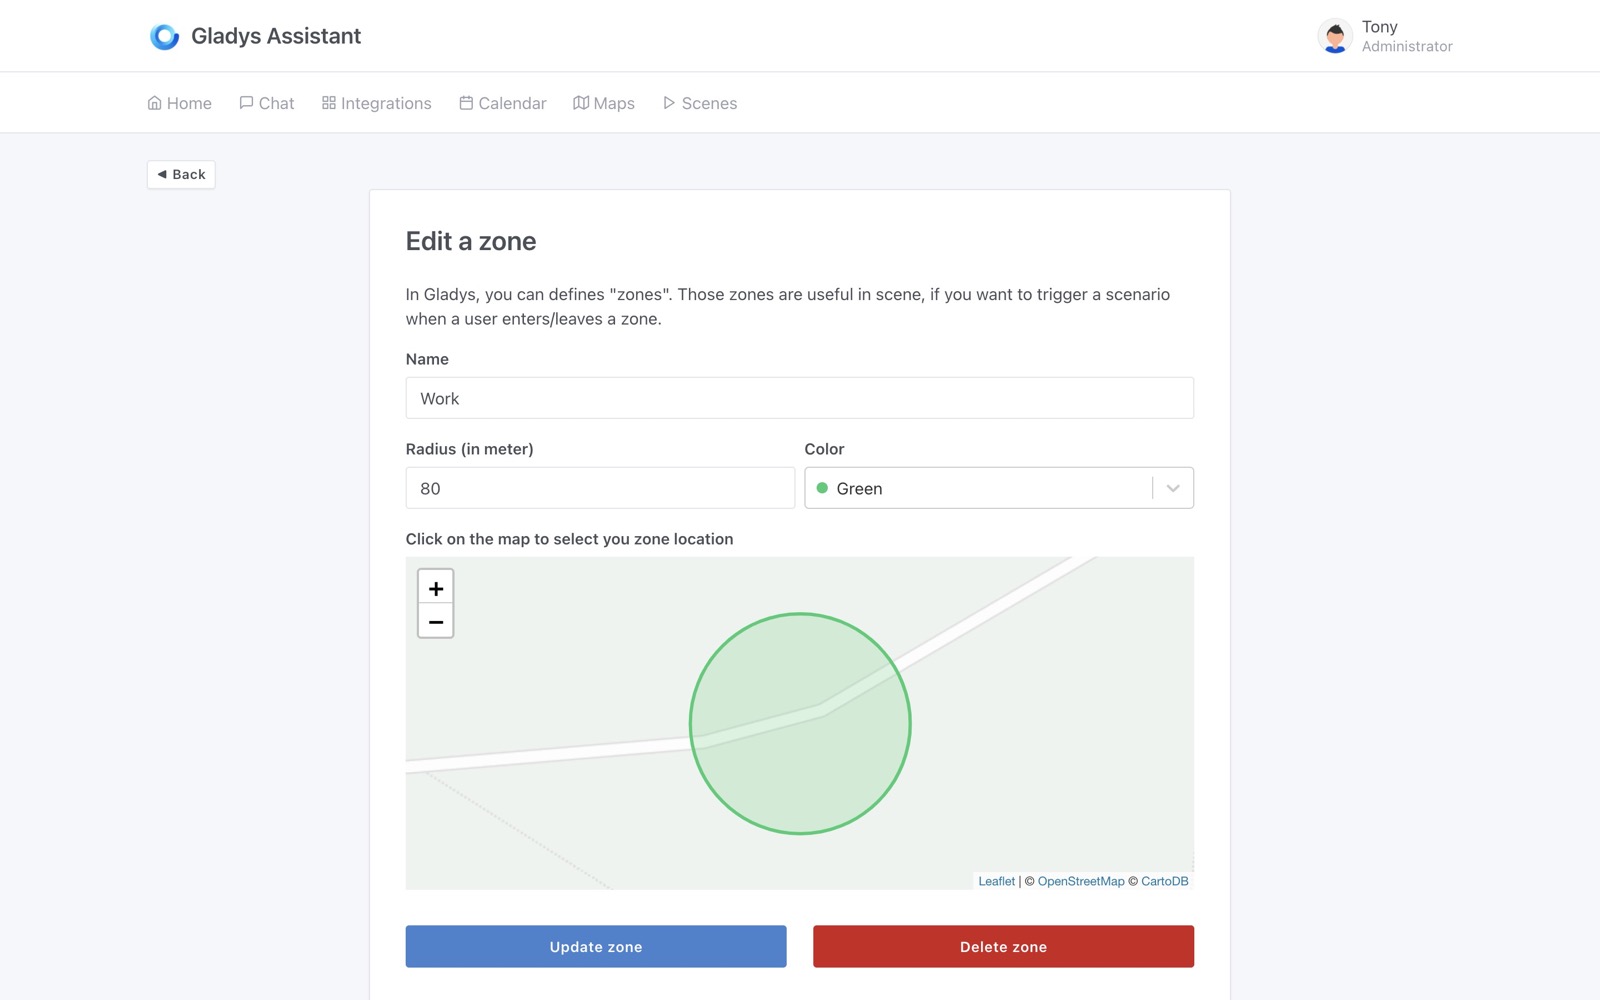 Gladys Assistant
Tony
Administrator
Home
Chat
Integrations
Calendar
Maps
Scenes
◄ Back
Edit a zone
In Gladys, you can defines "zones". Those zones are useful in scene, if you want to trigger a scenario
when a user enters/leaves a zone.
Name
Work
Radius (in meter)
Color
80
Green
Click on the map to select you zone location
+
−
Leaflet | © OpenStreetMap © CartoDB
Update zone
Delete zone